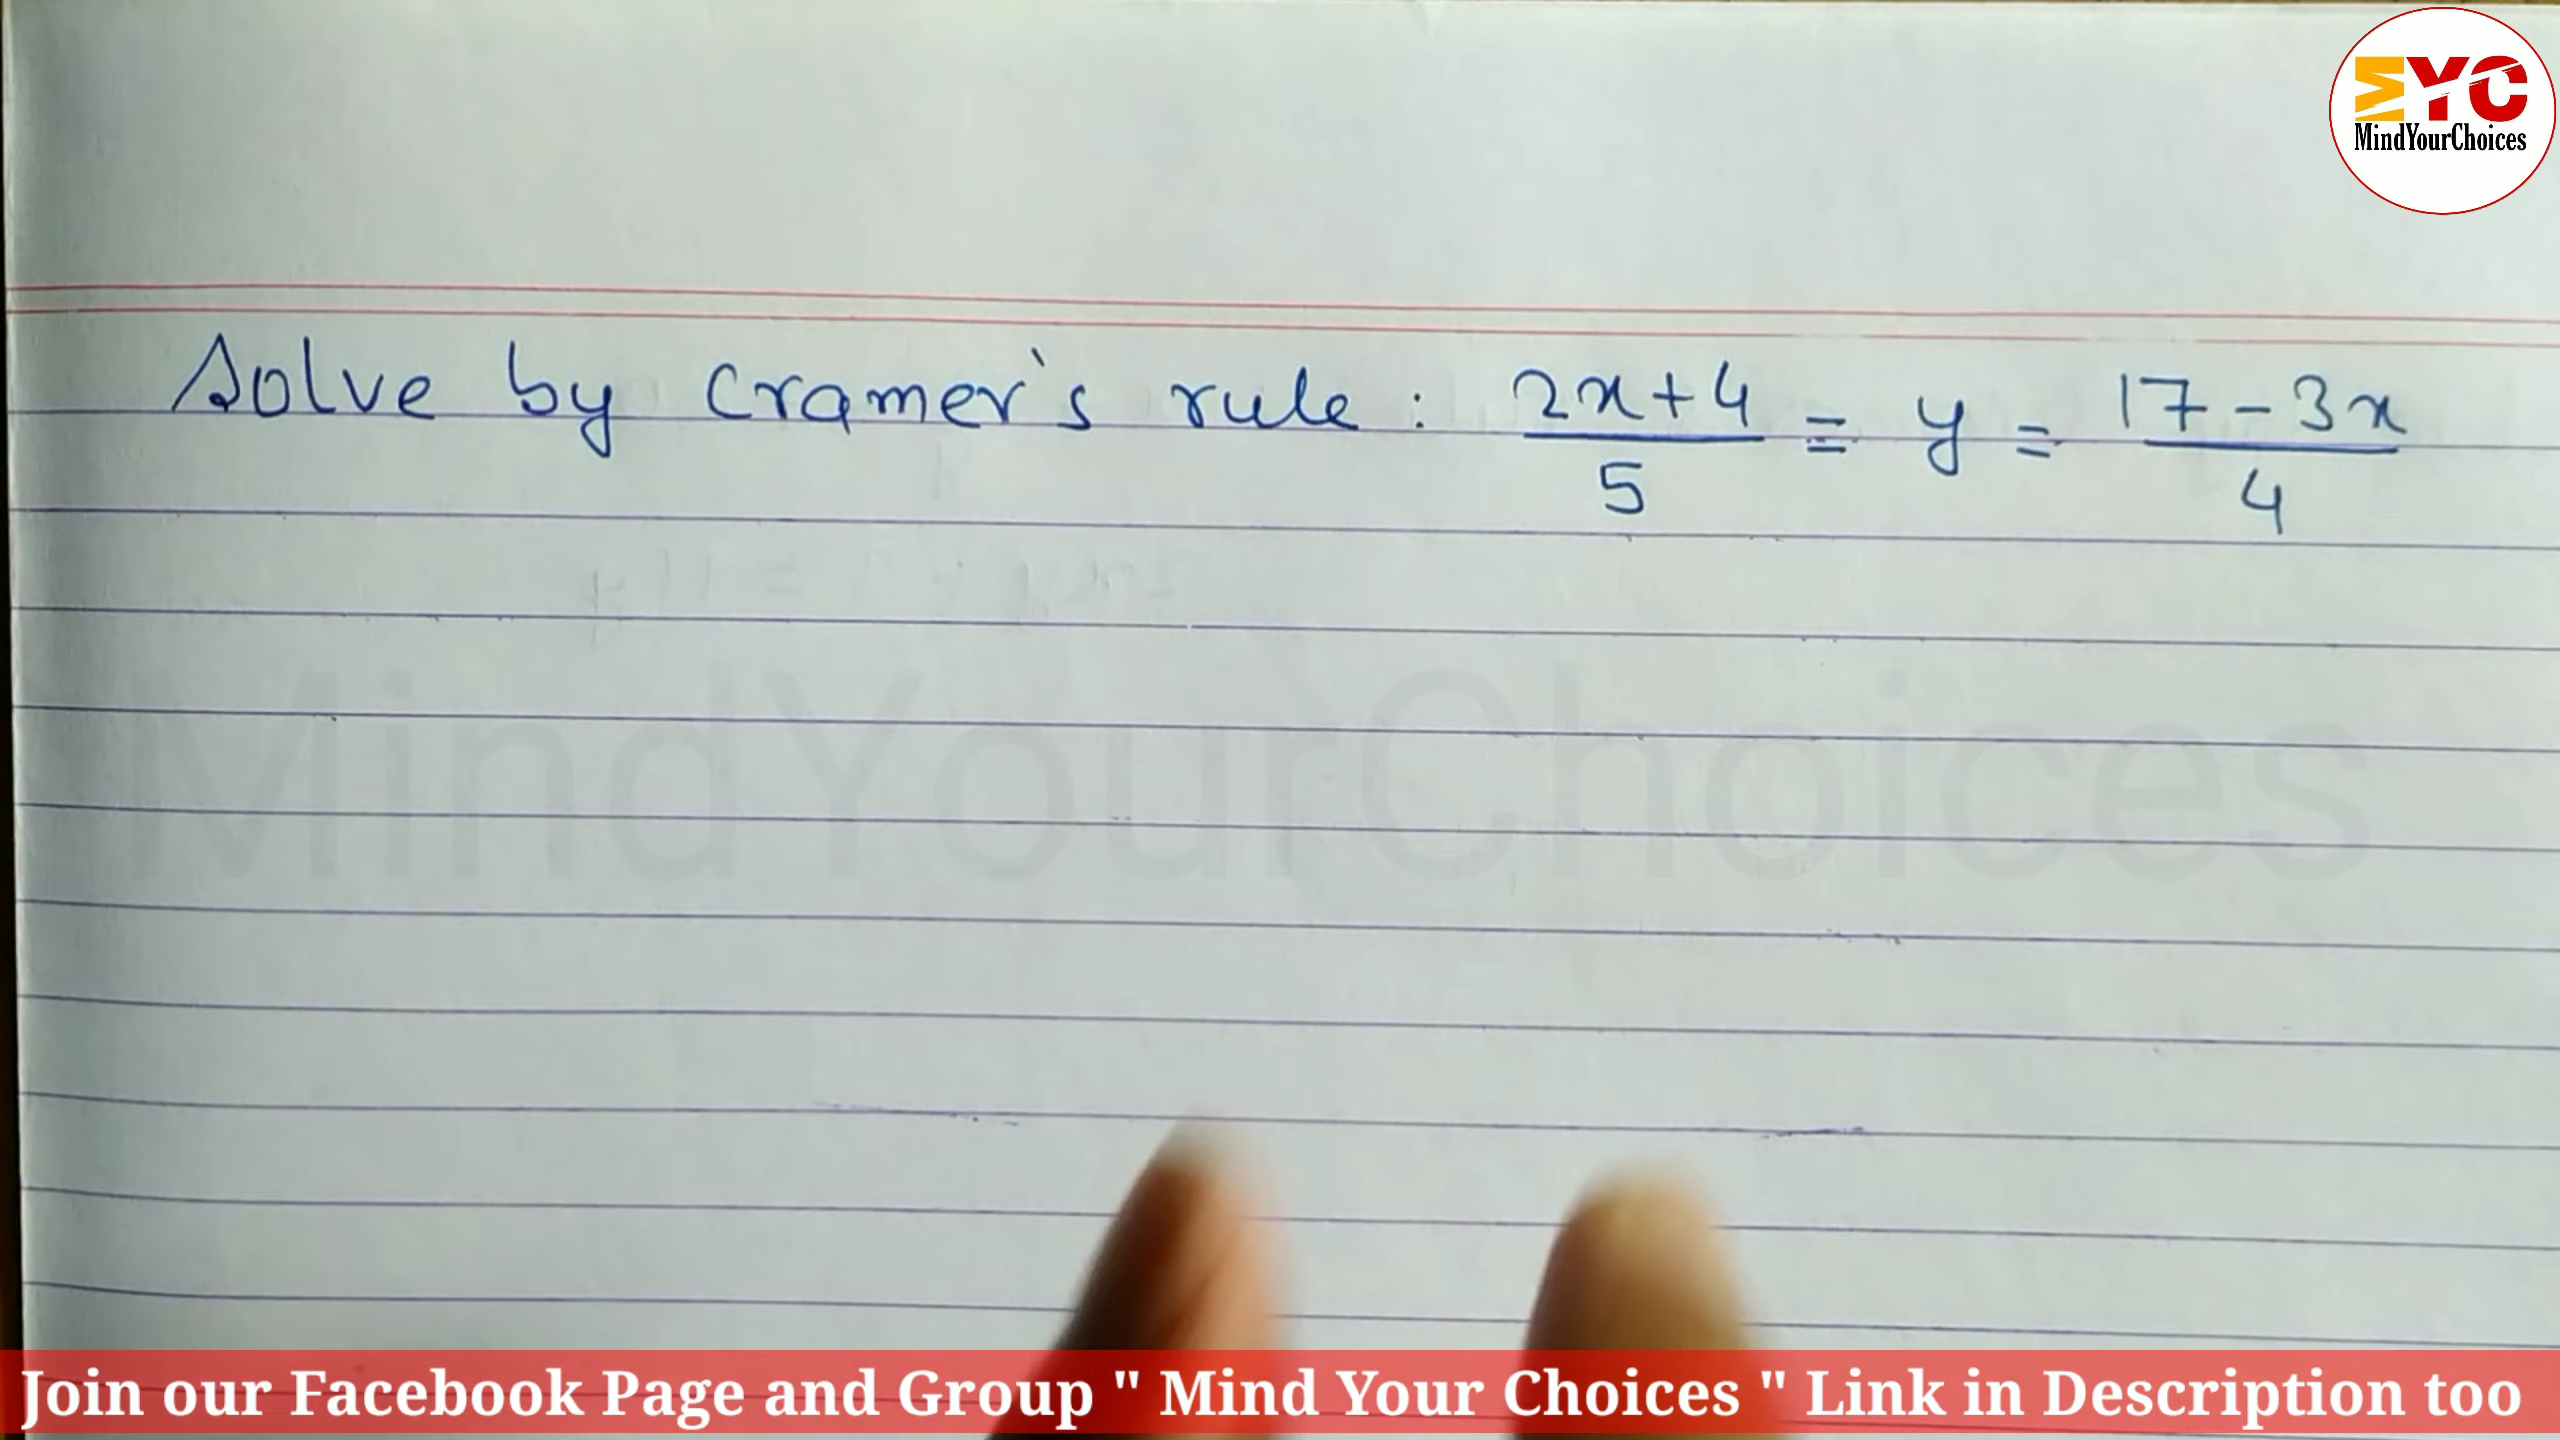 MYC
MindYourChoices
Solve by Cramer's rule : 2x+4/5 = y = 17-3x/4
MindYourChoices
Join our Facebook Page and Group " Mind Your Choices " Link in Description too